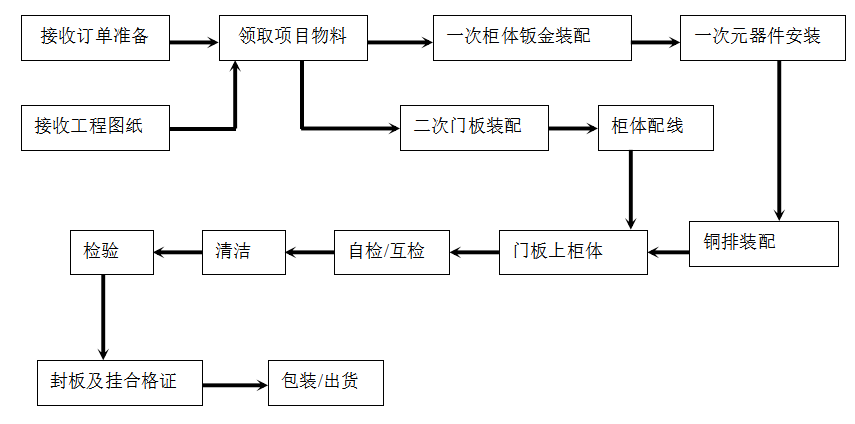 接收订单准备
领取项目物料
一次柜体钣金装配
一次元器件安装
接收工程图纸
二次门板装配
柜体配线
检验
清洁
自检/互检
门板上柜体
铜排装配
封板及挂合格证
包装/出货